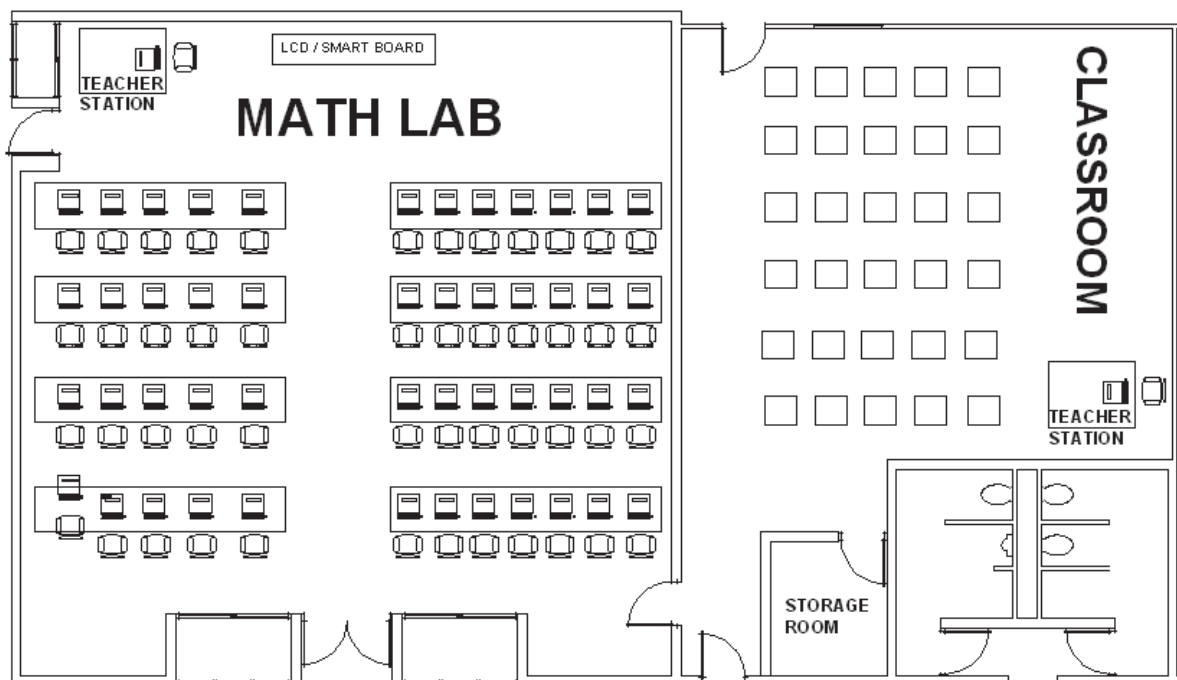 LCD / SMART BOARD
TEACHER
STATION
MATH LAB
CLASSROOM
TEACHER
STATION
STORAGE
ROOM